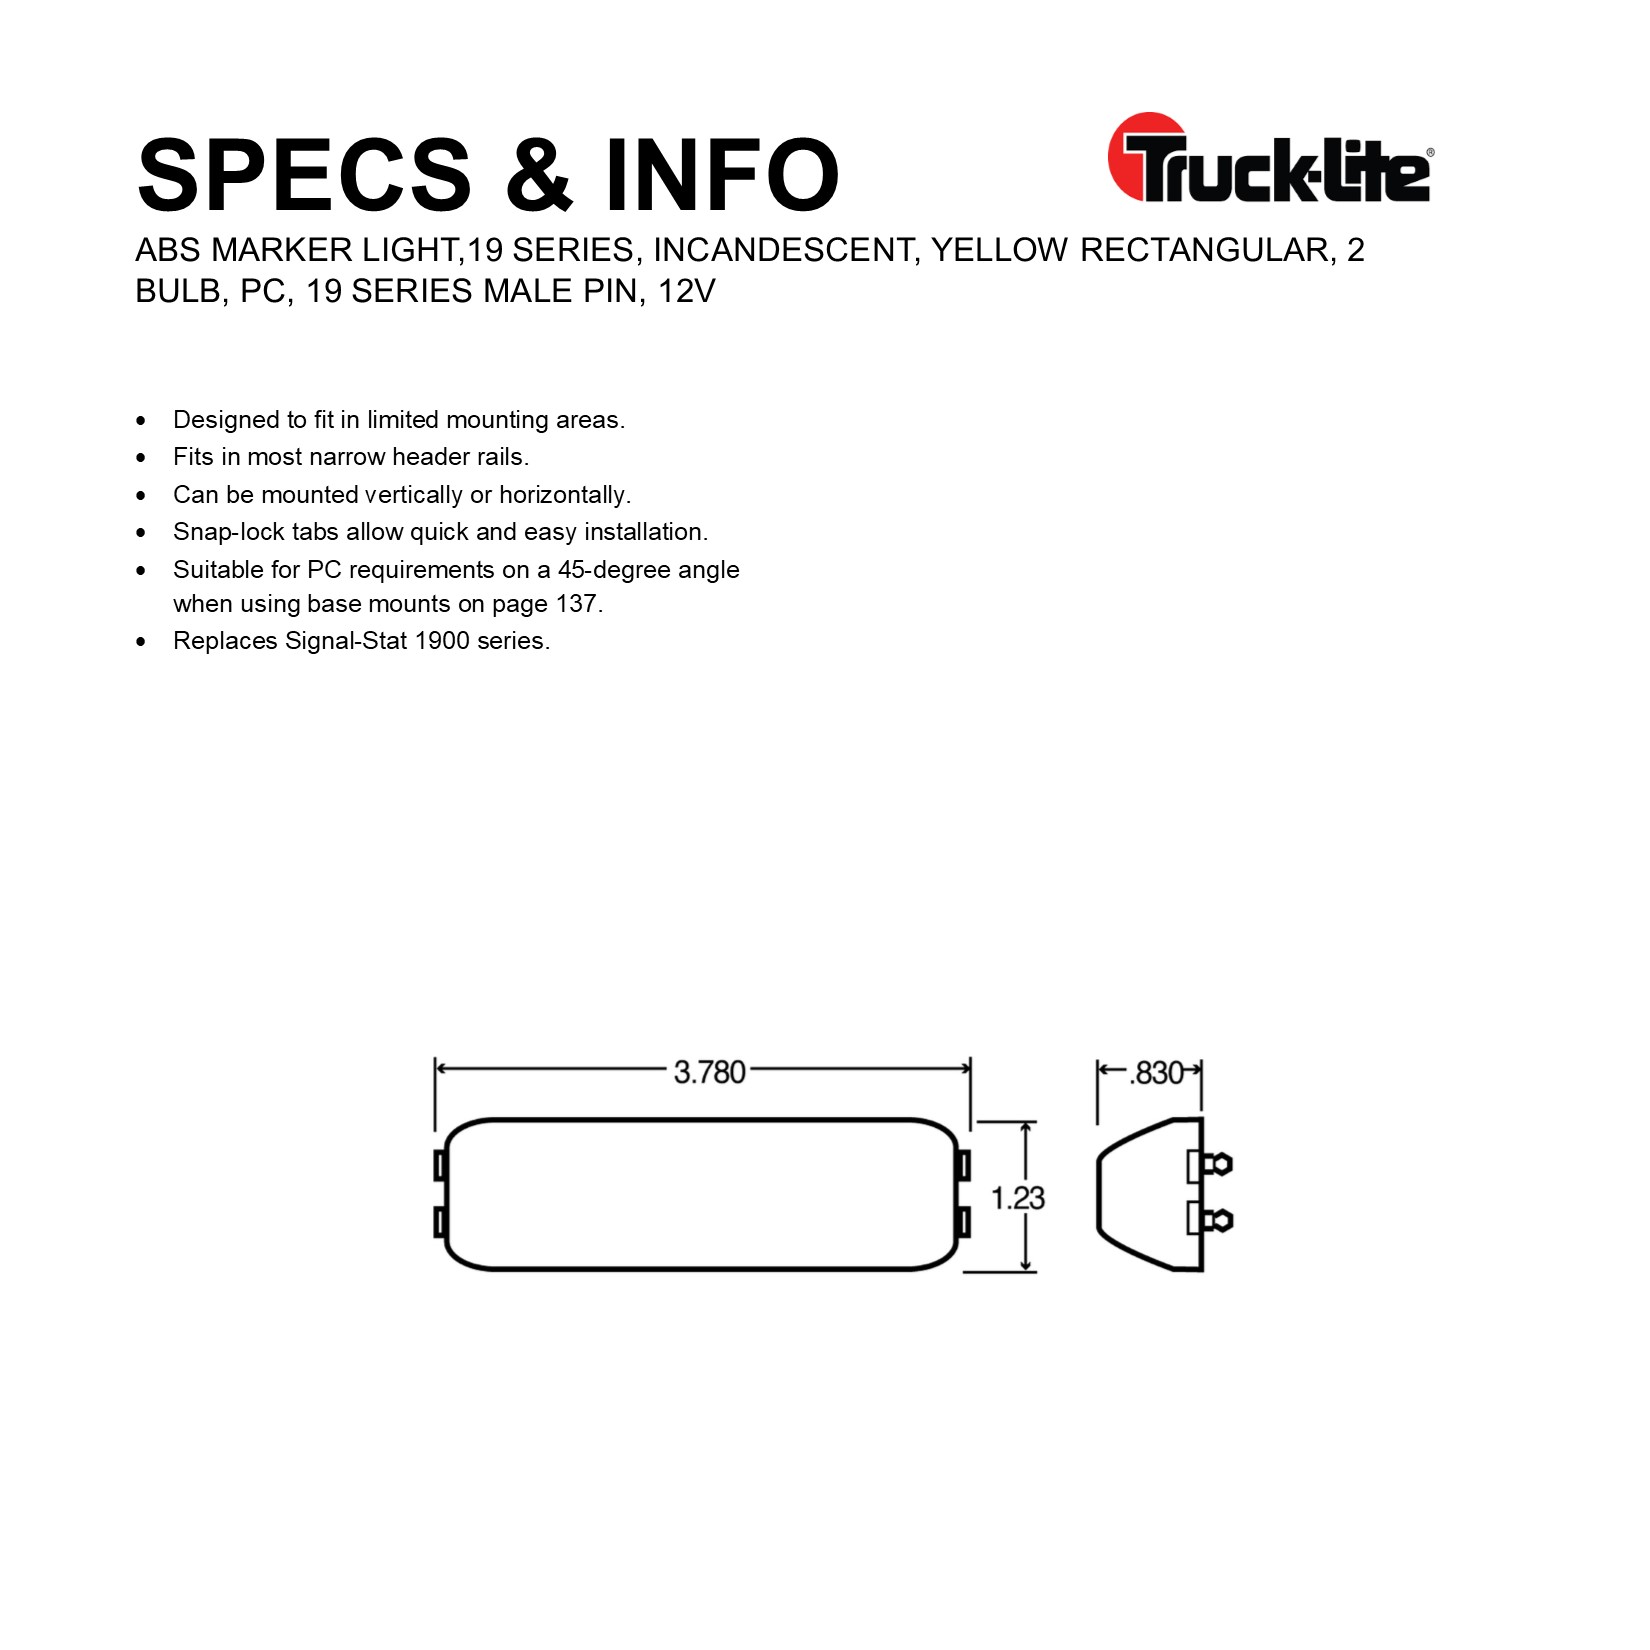 SPECS & INFO
Truck-Lite®
ABS MARKER LIGHT,19 SERIES, INCANDESCENT, YELLOW RECTANGULAR, 2
BULB, PC, 19 SERIES MALE PIN, 12V
• Designed to fit in limited mounting areas.
• Fits in most narrow header rails.
• Can be mounted vertically or horizontally.
• Snap-lock tabs allow quick and easy installation.
• Suitable for PC requirements on a 45-degree angle
when using base mounts on page 137.
• Replaces Signal-Stat 1900 series.
3.780
.830
1.23